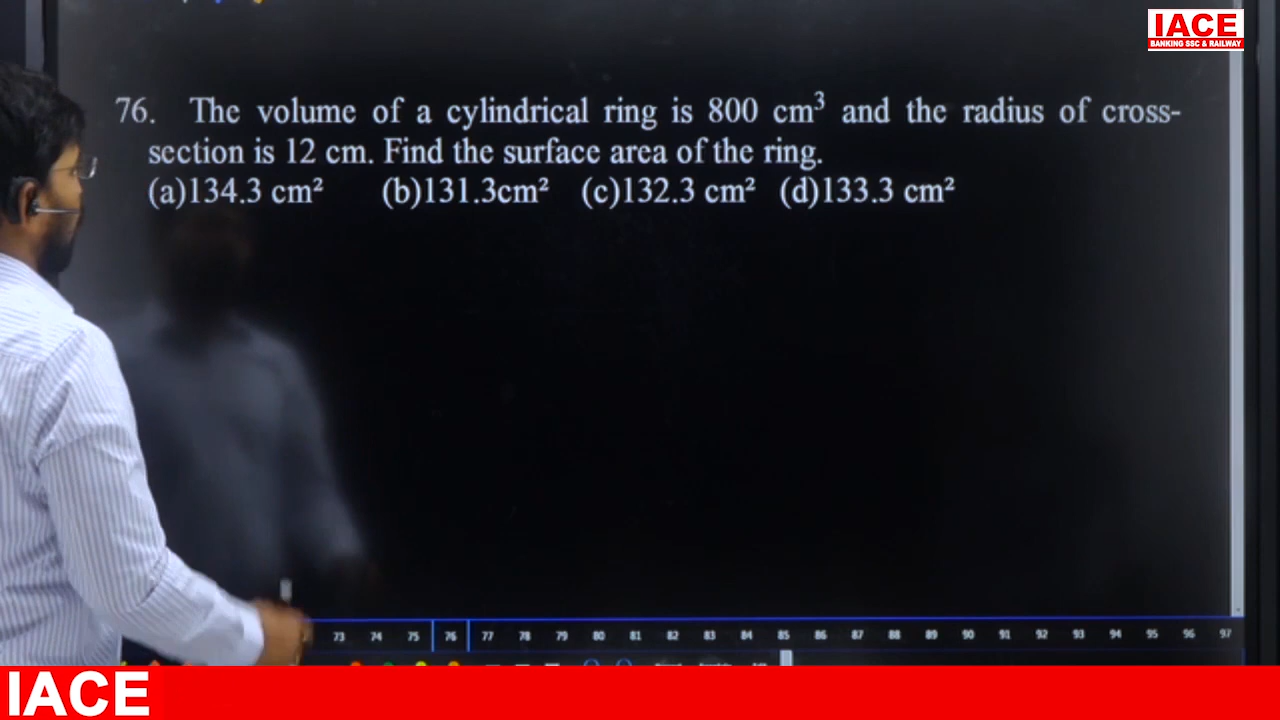 IACE
BANKING SSC & RAILWAY
76. The volume of a cylindrical ring is 800 cm³ and the radius of cross-
section is 12 cm. Find the surface area of the ring.
(a)134.3 cm² (b)131.3cm² (c)132.3 cm² (d)133.3 cm²
73 74 75 76 77 78 79 80 81 82 83 84 85 86 87 88 89 90 91 92 93 94 95 96 97
IACE